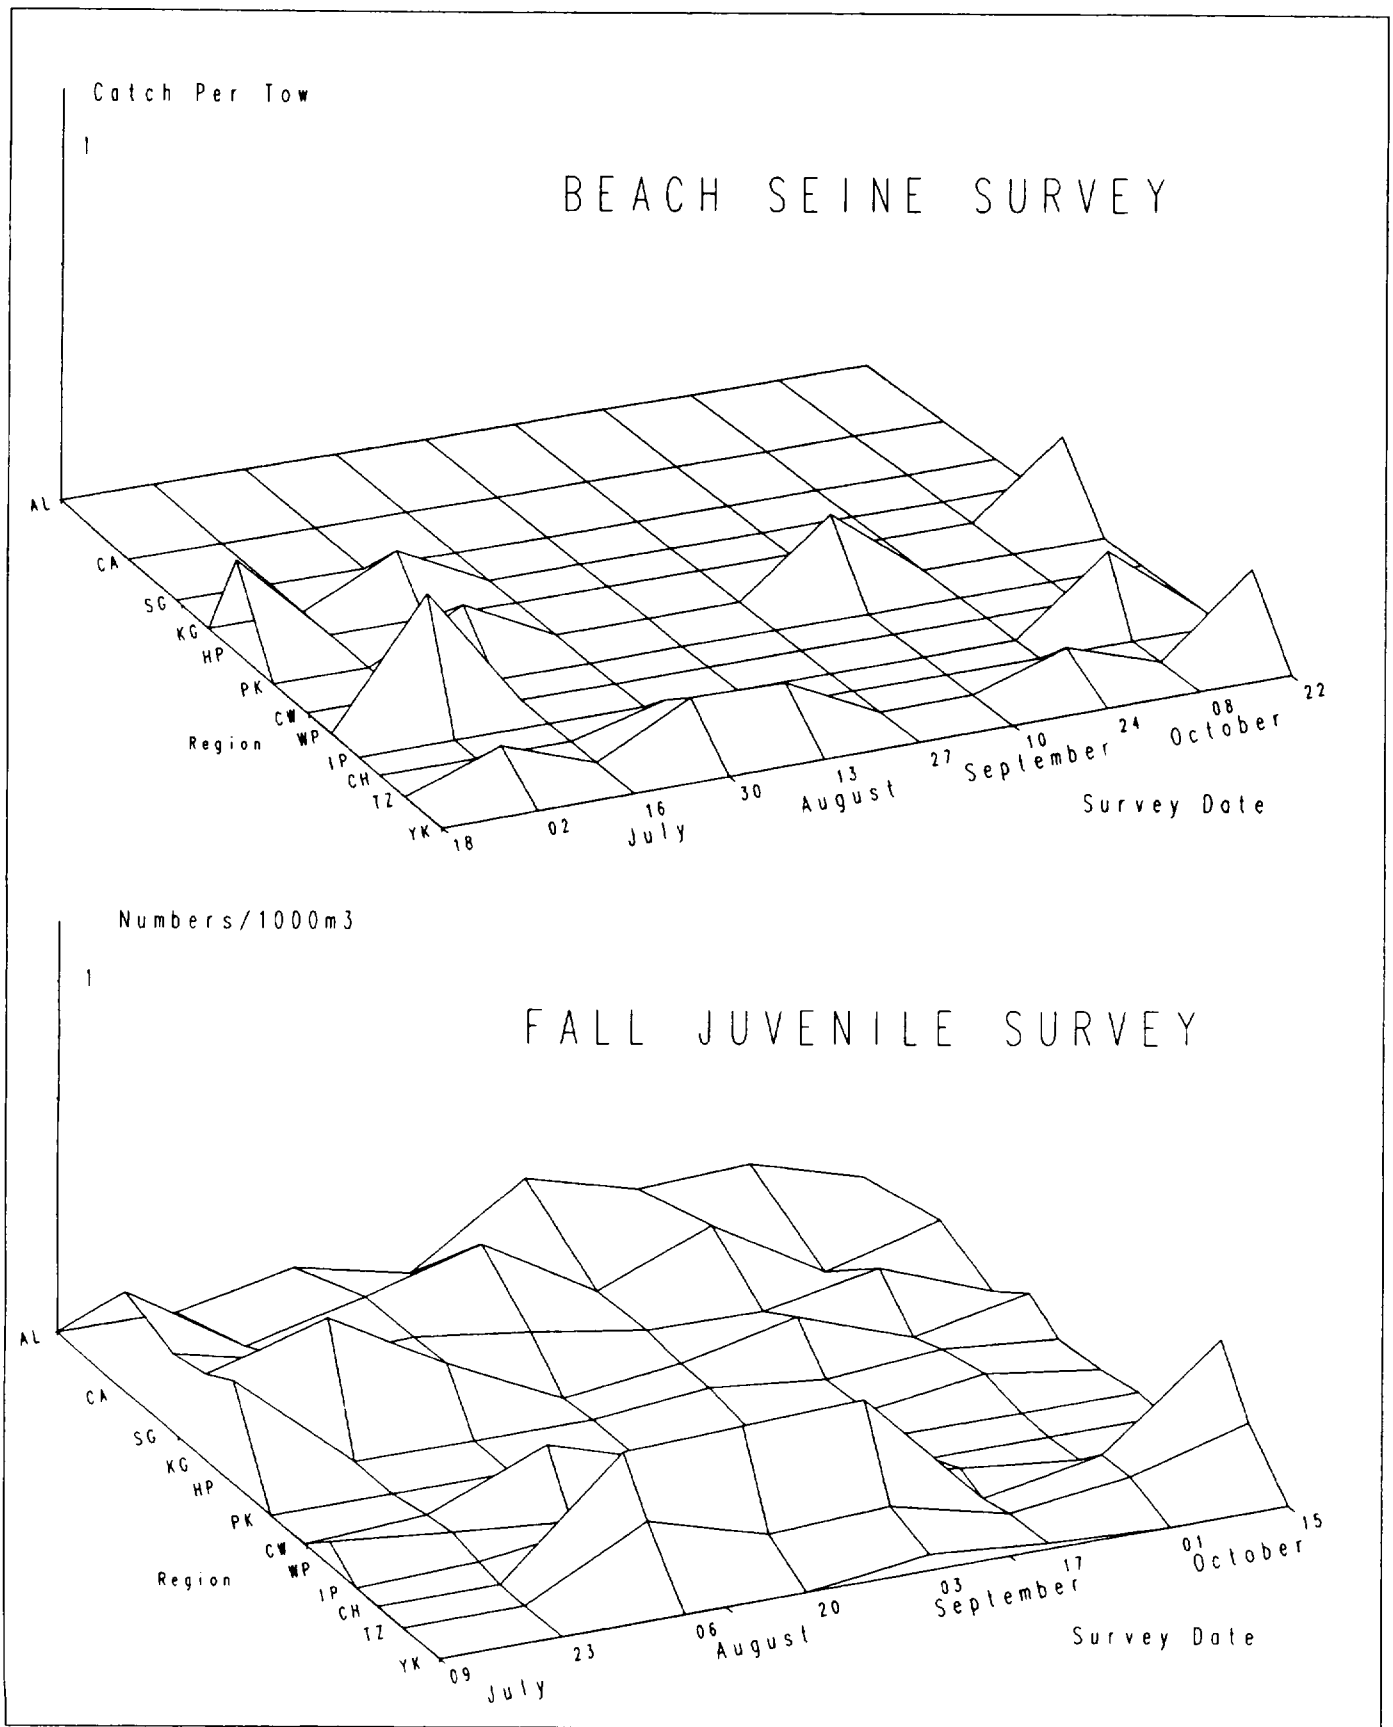 Catch Per Tow
1
BEACH SEINE SURVEY
AL
CA
SG
KG
HP
PK
CW
WP
IP
CH
TZ
YK
Region
18
02
16
30
13
27
10
24
08
22
July
August
September
October
Survey Date
Numbers/1000m3
1
FALL JUVENILE SURVEY
AL
CA
SG
KG
HP
PK
CW
WP
IP
CH
TZ
YK
Region
09
23
06
20
03
17
01
15
July
August
September
October
Survey Date